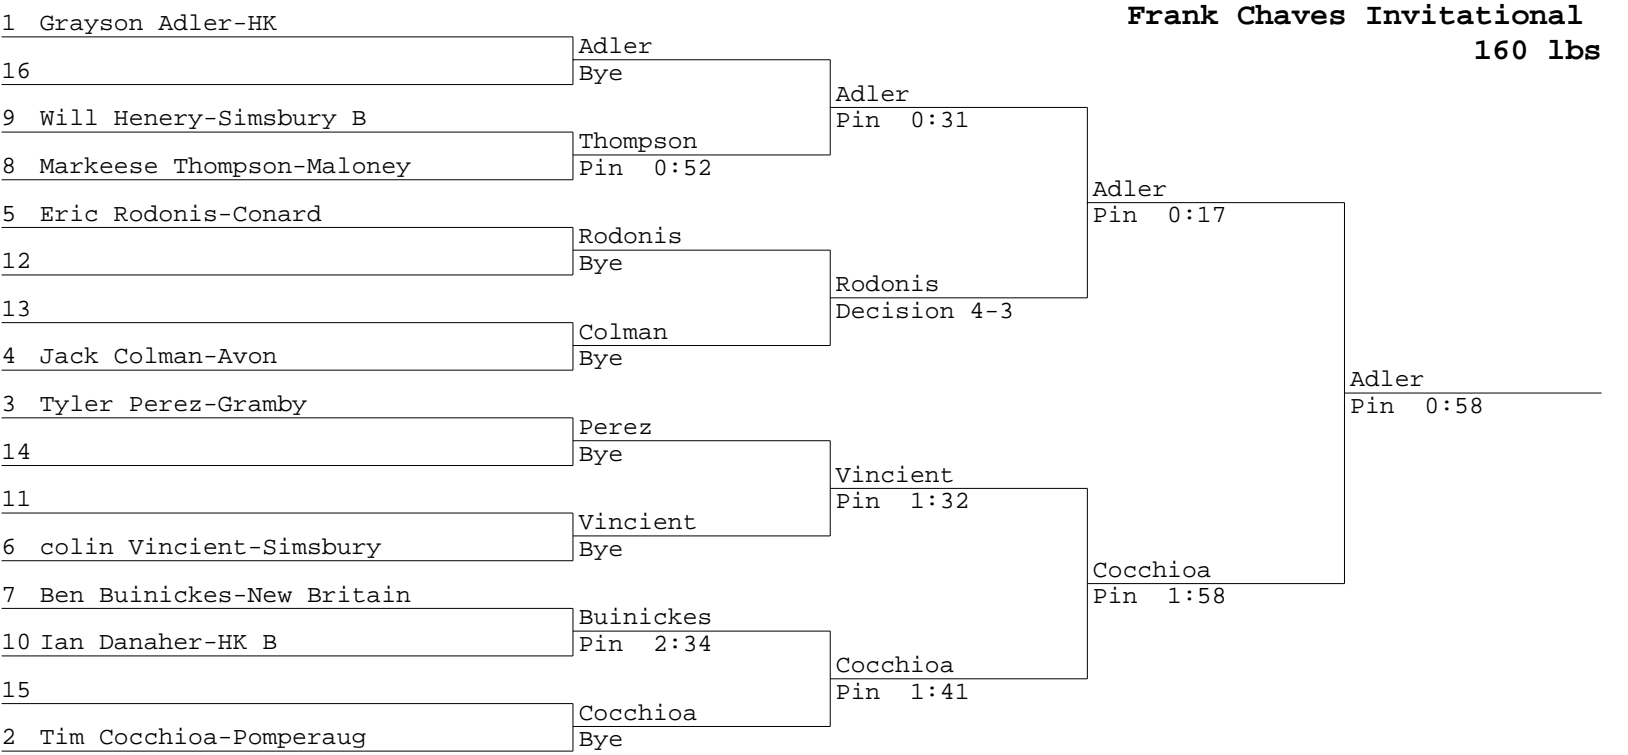 Frank Chaves Invitational
160 lbs
1 Grayson Adler-HK
16
9 Will Henery-Simsbury B
8 Markeese Thompson-Maloney
5 Eric Rodonis-Conard
12
13
4 Jack Colman-Avon
3 Tyler Perez-Gramby
14
11
6 colin Vincient-Simsbury
7 Ben Buinickes-New Britain
10 Ian Danaher-HK B
15
2 Tim Cocchioa-Pomperaug
Adler
Bye
Thompson
Pin 0:52
Rodonis
Bye
Colman
Bye
Perez
Bye
Vincient
Bye
Buinickes
Pin 2:34
Cocchioa
Bye
Adler
Pin 0:31
Rodonis
Decision 4-3
Vincient
Pin 1:32
Cocchioa
Pin 1:41
Adler
Pin 0:17
Cocchioa
Pin 1:58
Adler
Pin 0:58